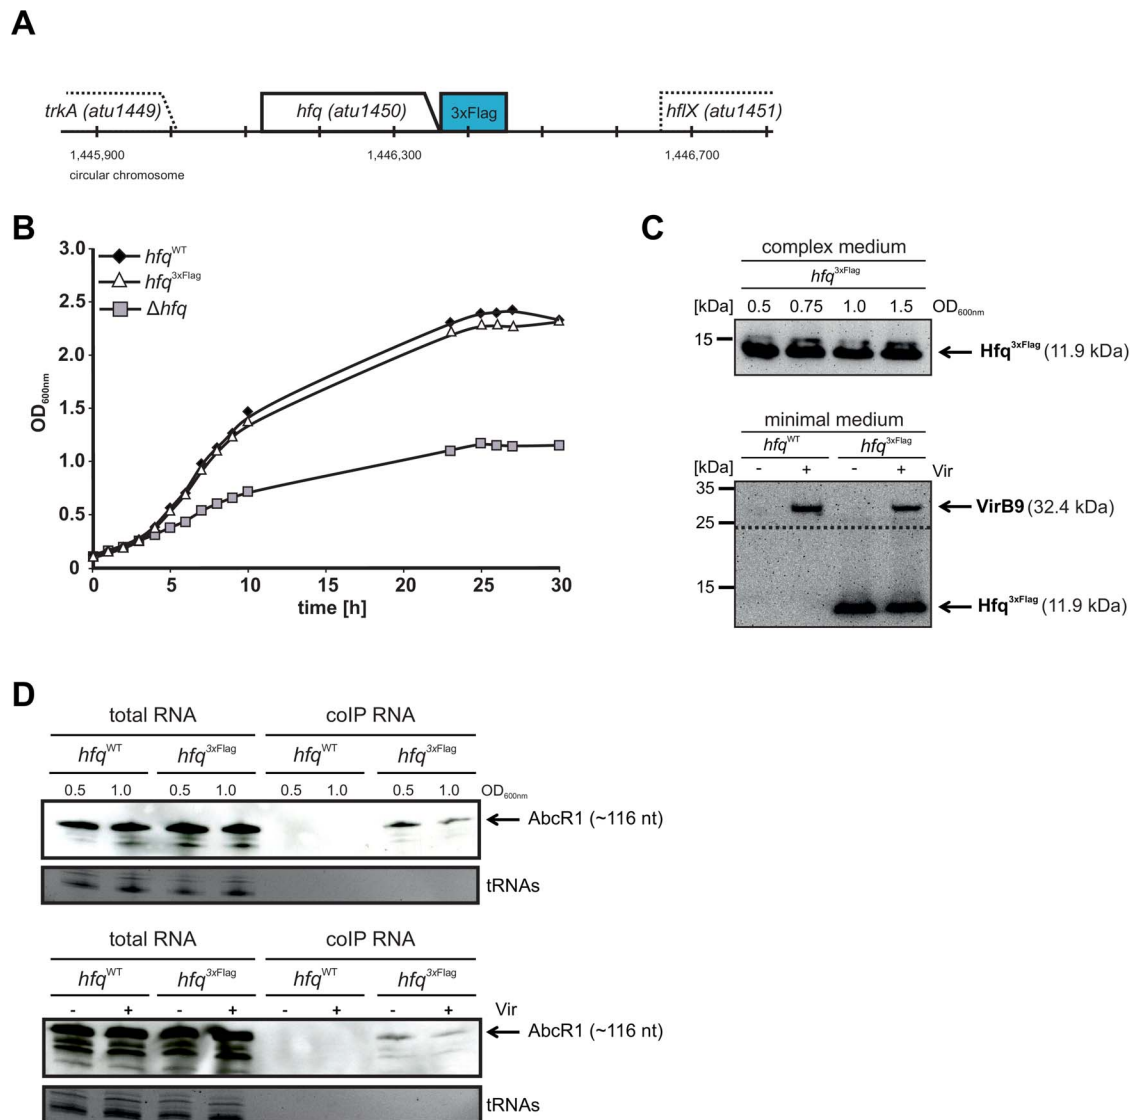 A
trkA (atu1449)
hfq (atu1450)
3xFlag
hflX (atu1451)
1,445,900
1,446,300
1,446,700
circular chromosome
B
hfqWT
hfq3xFlag
Δhfq
3.0
2.5
2.0
1.5
1.0
0.5
0
OD600nm
0 5 10 15 20 25 30
time [h]
C
complex medium
hfq3xFlag
[kDa] 0.5 0.75 1.0 1.5 OD600nm
15
Hfq3xFlag (11.9 kDa)
minimal medium
hfqWT hfq3xFlag
[kDa] - + - + Vir
35
VirB9 (32.4 kDa)
25
15
Hfq3xFlag (11.9 kDa)
D
total RNA coIP RNA
hfqWT hfq3xFlag hfqWT hfq3xFlag
0.5 1.0 0.5 1.0 0.5 1.0 0.5 1.0 OD600nm
AbcR1 (~116 nt)
tRNAs
total RNA coIP RNA
hfqWT hfq3xFlag hfqWT hfq3xFlag
- + - + - + - + Vir
AbcR1 (~116 nt)
tRNAs